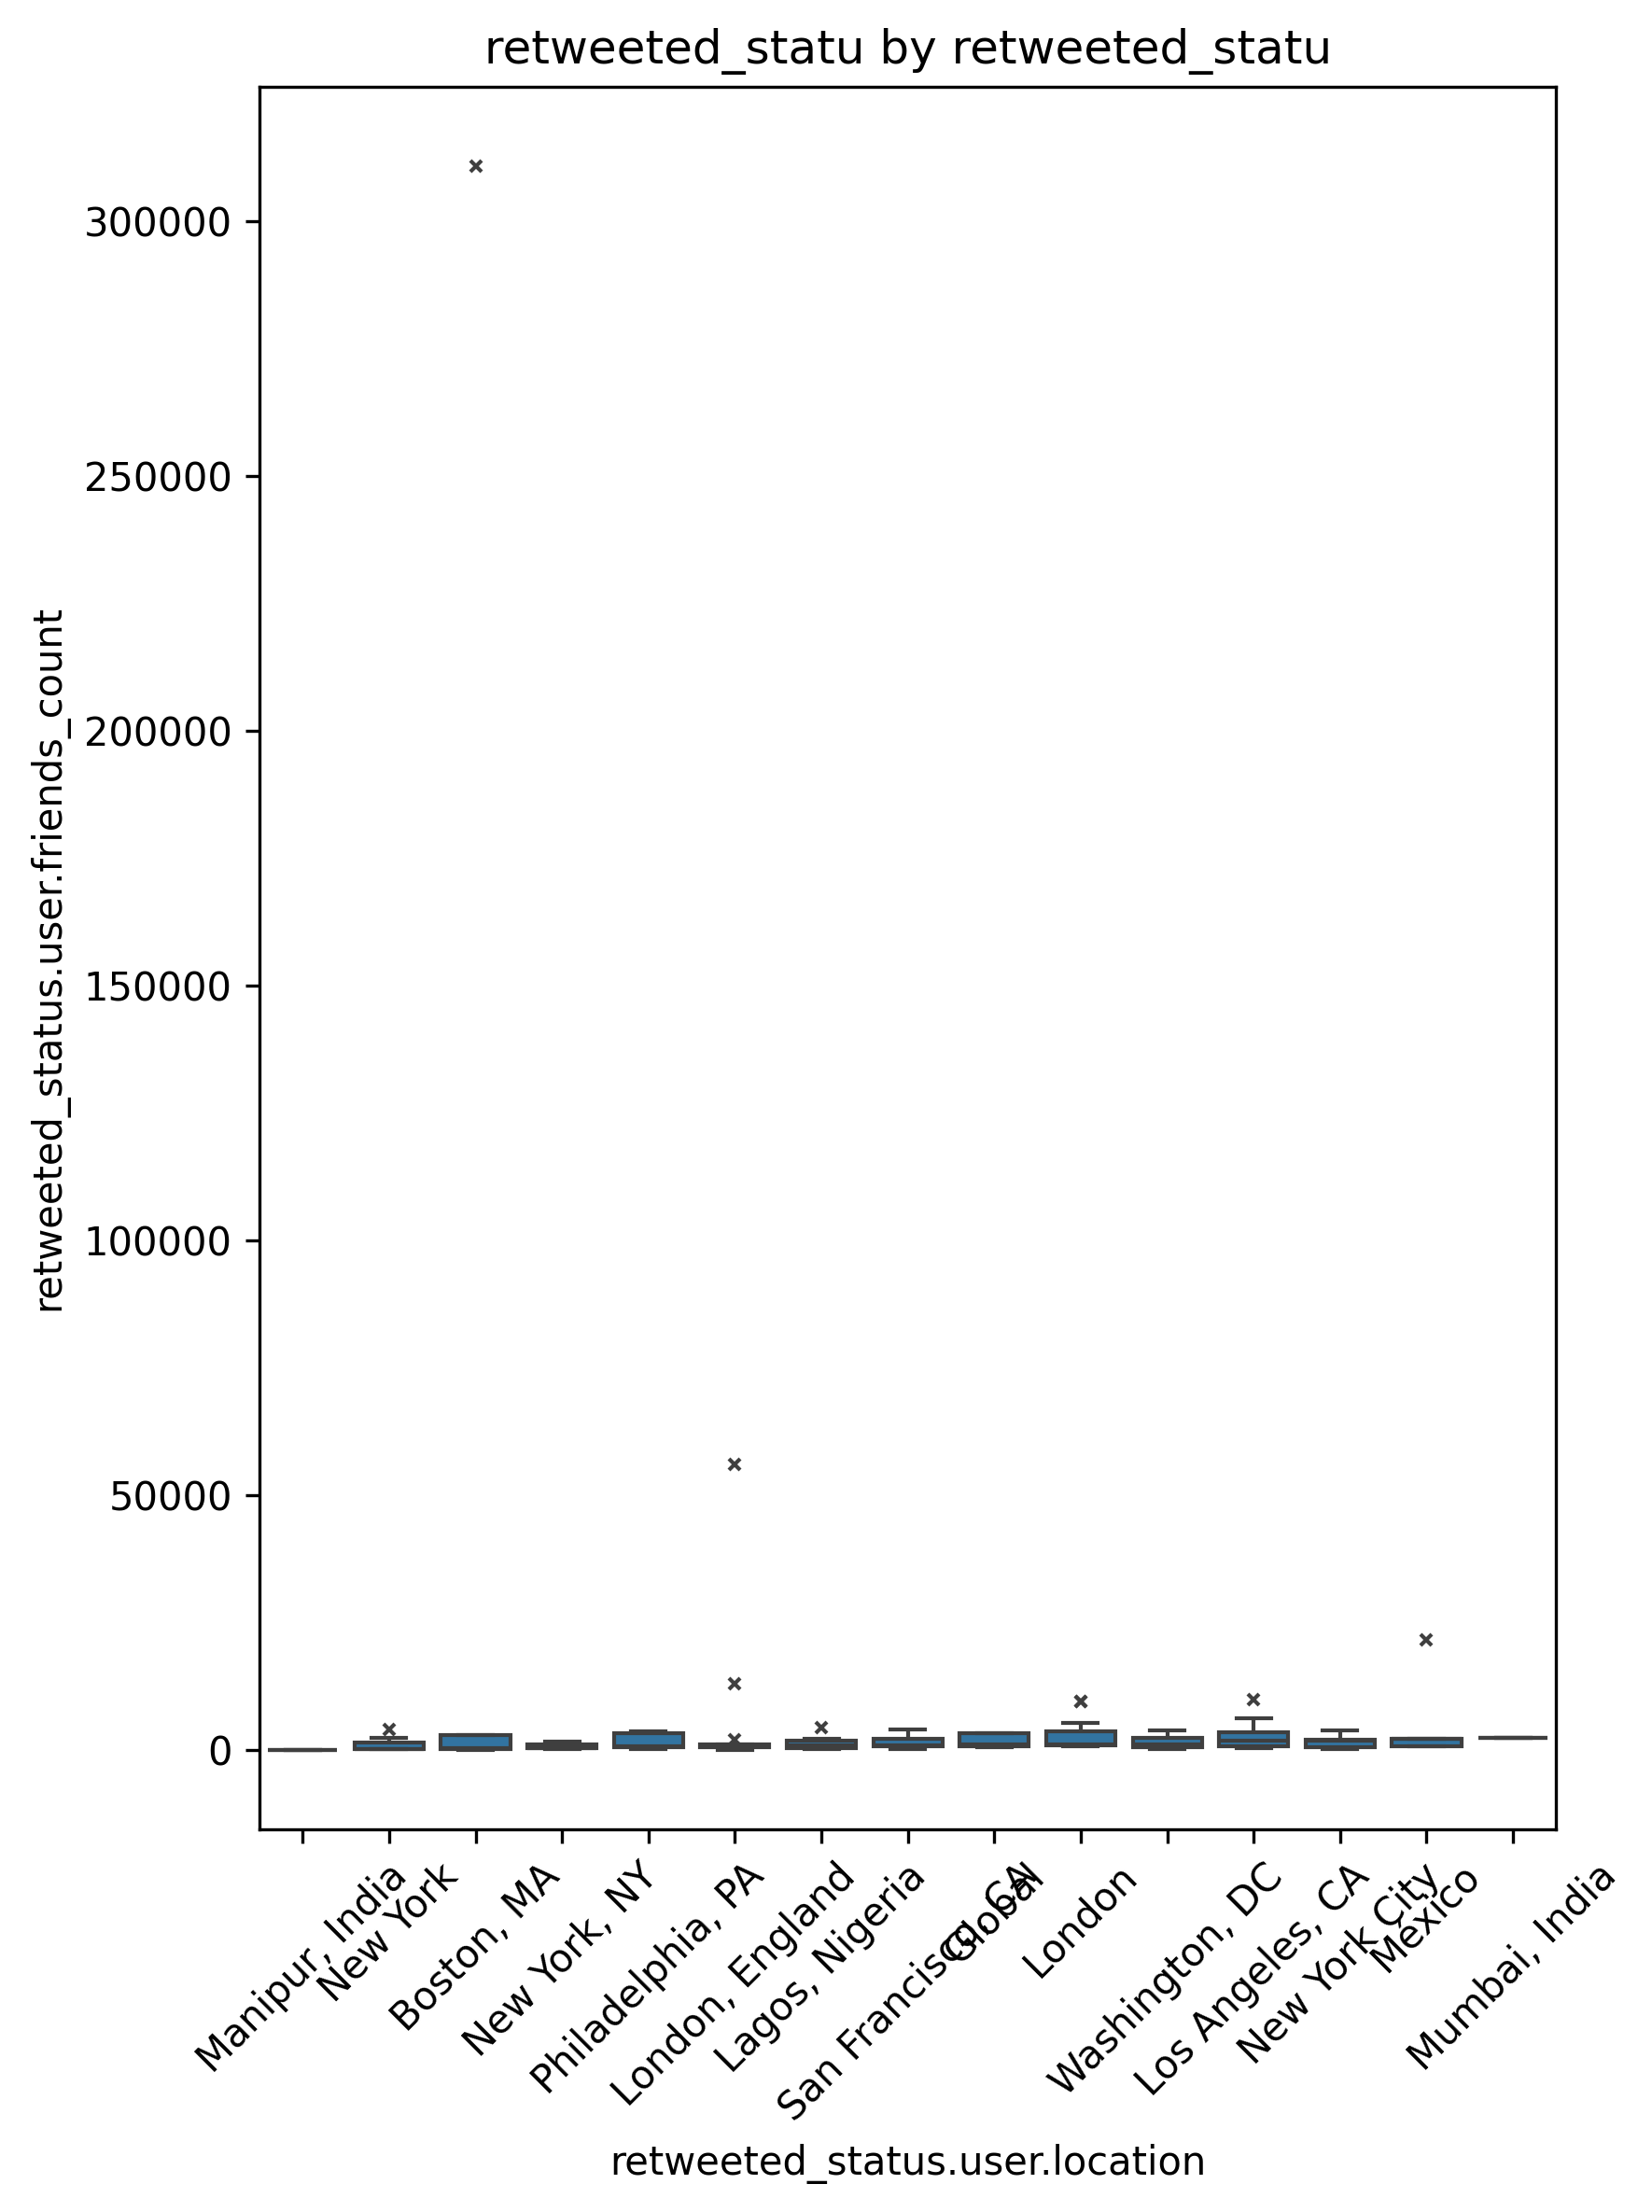 retweeted_statu by retweeted_statu
retweeted_status.user.friends_count
300000
250000
200000
150000
100000
50000
0
Manipur, India
New York
Boston, MA
New York, NY
Philadelphia, PA
London, England
Lagos, Nigeria
San Francisco, CA
Global
London
Washington, DC
Los Angeles, CA
New York City
Mexico
Mumbai, India
retweeted_status.user.location